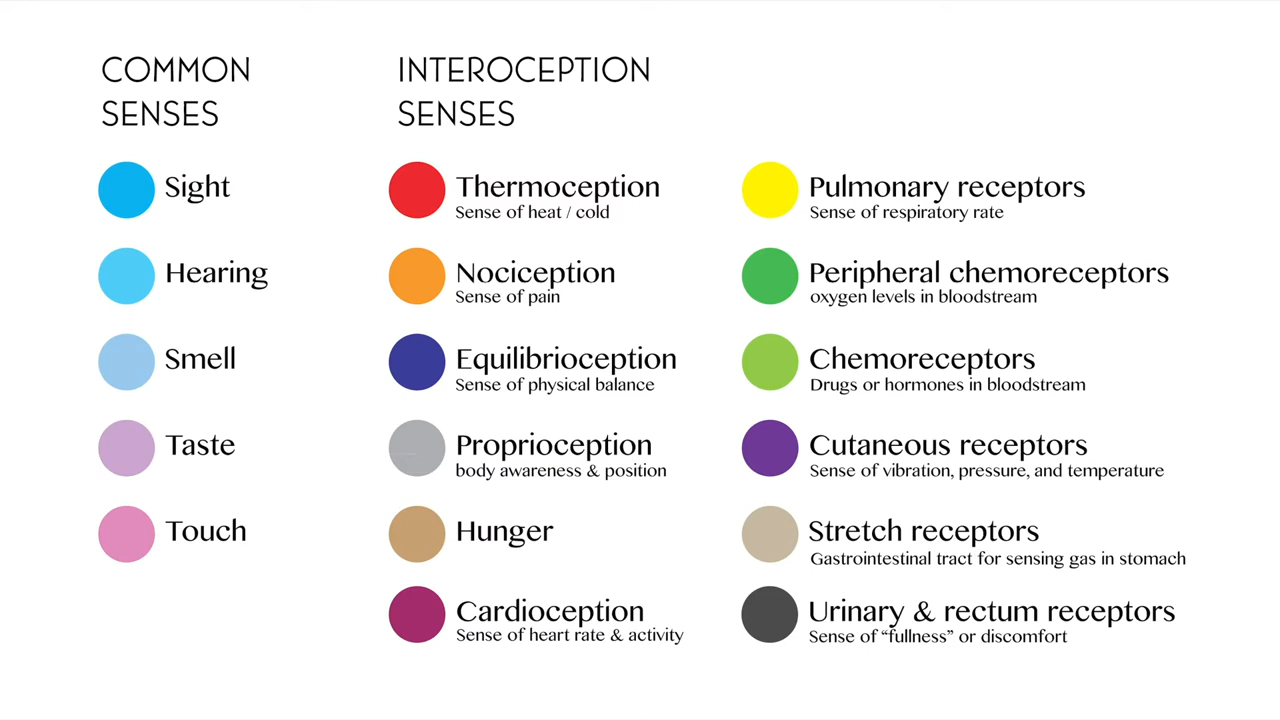 COMMON
SENSES
Sight
Hearing
Smell
Taste
Touch
INTEROCEPTION
SENSES
Thermoception
Sense of heat / cold
Nociception
Sense of pain
Equilibrioception
Sense of physical balance
Proprioception
body awareness & position
Hunger
Cardioception
Sense of heart rate & activity
Pulmonary receptors
Sense of respiratory rate
Peripheral chemoreceptors
oxygen levels in bloodstream
Chemoreceptors
Drugs or hormones in bloodstream
Cutaneous receptors
Sense of vibration, pressure, and temperature
Stretch receptors
Gastrointestinal tract for sensing gas in stomach
Urinary & rectum receptors
Sense of “fullness” or discomfort